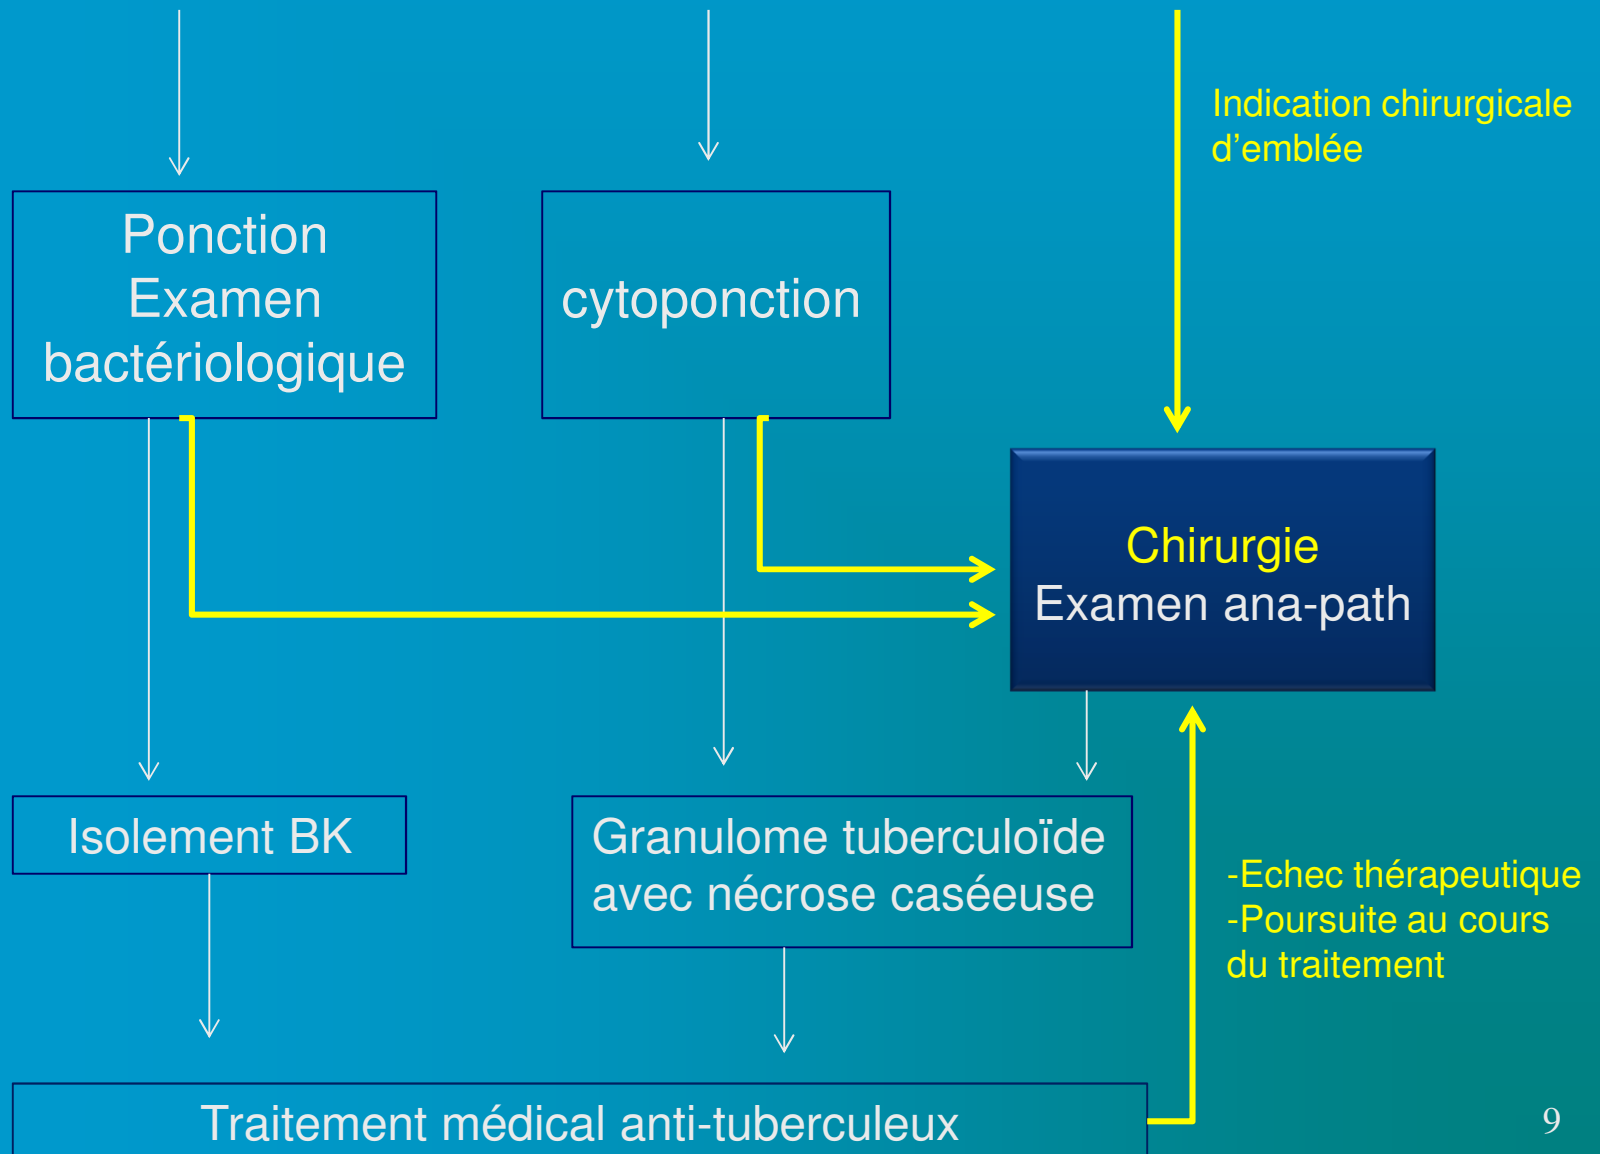 Indication chirurgicale
d’emblée
Ponction
Examen
bactériologique
cytoponction
Chirurgie
Examen ana-path
Isolement BK
Granulome tuberculoïde
avec nécrose caséeuse
-Echec thérapeutique
-Poursuite au cours
du traitement
Traitement médical anti-tuberculeux
9